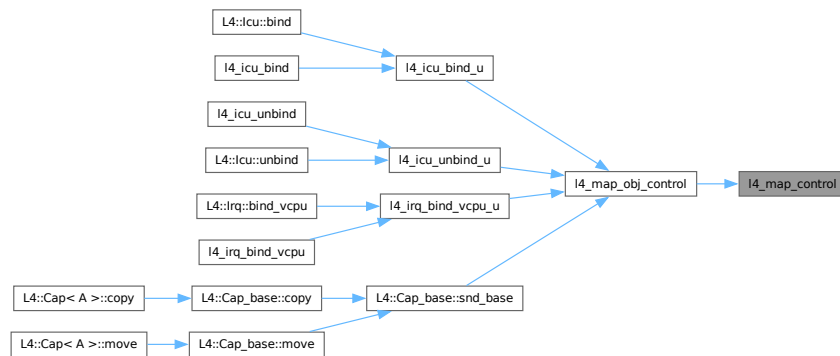 L4::Icu::bind
l4_icu_bind
l4_icu_bind_u
l4_icu_unbind
L4::Icu::unbind
l4_icu_unbind_u
l4_map_obj_control
l4_map_control
L4::Irq::bind_vcpu
l4_irq_bind_vcpu_u
l4_irq_bind_vcpu
L4::Cap< A >::copy
L4::Cap_base::copy
L4::Cap_base::snd_base
L4::Cap< A >::move
L4::Cap_base::move